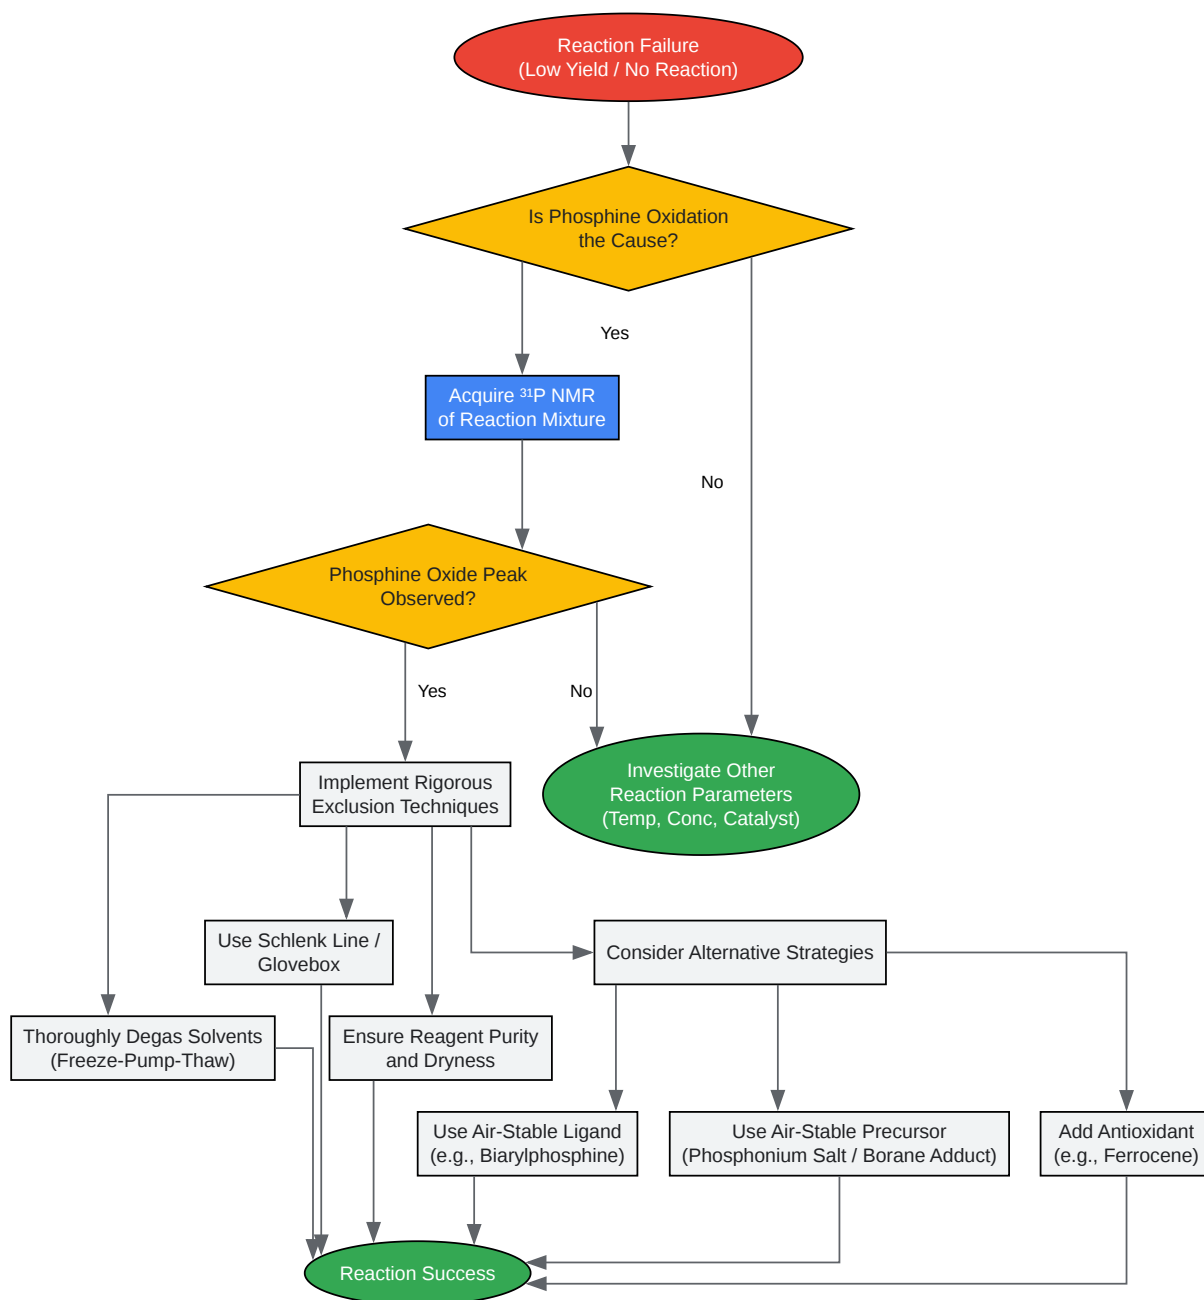 Reaction Failure
(Low Yield / No Reaction)
Is Phosphine Oxidation
the Cause?
Yes
Acquire ³¹P NMR
of Reaction Mixture
No
Phosphine Oxide Peak
Observed?
Yes
No
Implement Rigorous
Exclusion Techniques
Investigate Other
Reaction Parameters
(Temp, Conc, Catalyst)
Use Schlenk Line /
Glovebox
Consider Alternative Strategies
Thoroughly Degas Solvents
(Freeze-Pump-Thaw)
Ensure Reagent Purity
and Dryness
Use Air-Stable Ligand
(e.g., Biarylphosphine)
Use Air-Stable Precursor
(Phosphonium Salt / Borane Adduct)
Add Antioxidant
(e.g., Ferrocene)
Reaction Success